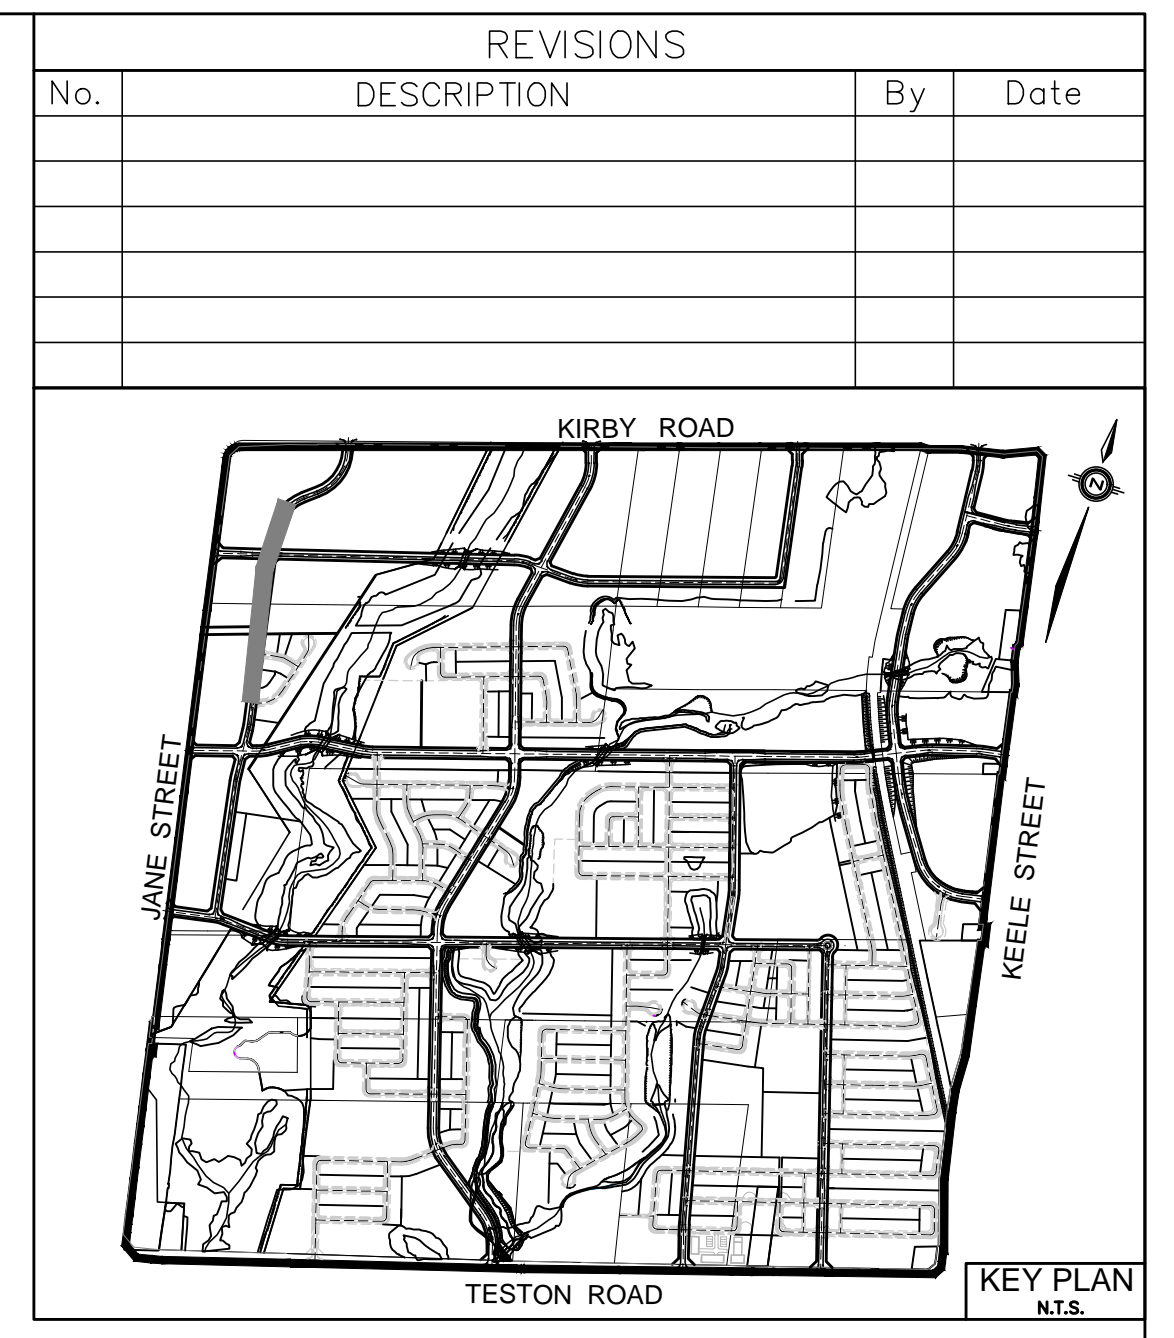 REVISIONS
No. DESCRIPTION By Date
KIRBY ROAD
N
JANE STREET
KEELE STREET
TESTON ROAD
KEY PLAN
N.T.S.